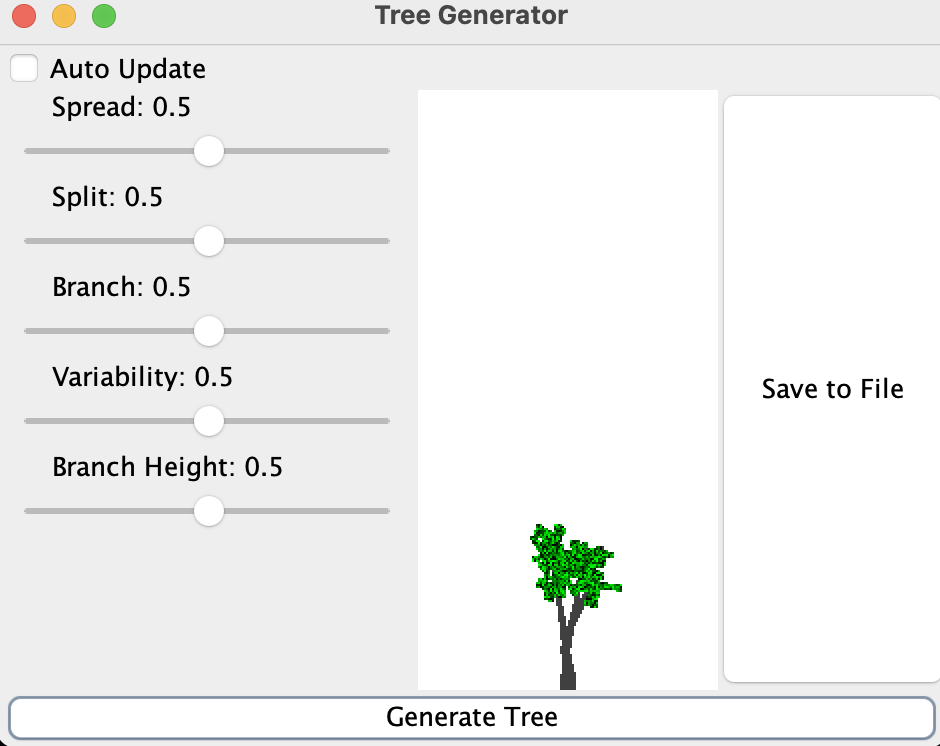 Tree Generator
Auto Update
Spread: 0.5
Split: 0.5
Branch: 0.5
Variability: 0.5
Branch Height: 0.5
Save to File
Generate Tree